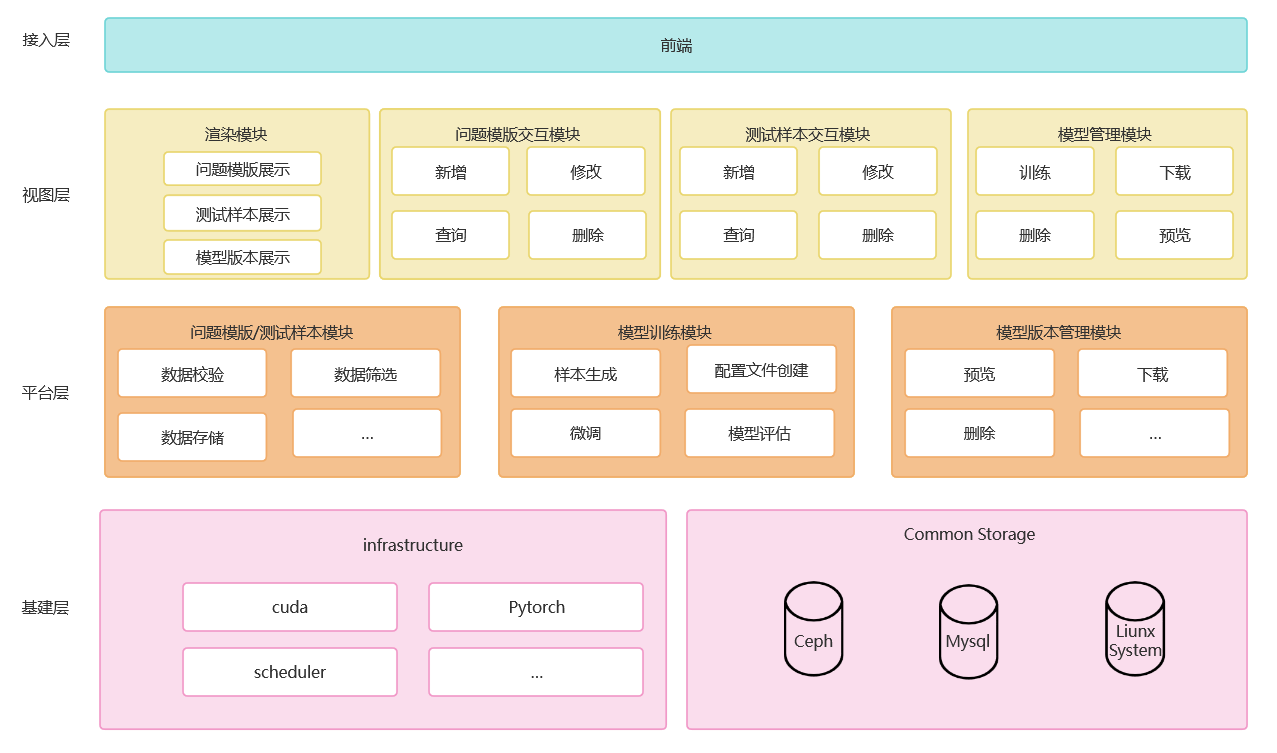 接入层
前端
视图层
渲染模块
问题模版展示
测试样本展示
模型版本展示
问题模版交互模块
新增
修改
查询
删除
测试样本交互模块
新增
修改
查询
删除
模型管理模块
训练
下载
删除
预览
平台层
问题模版/测试样本模块
数据校验
数据筛选
数据存储
...
模型训练模块
样本生成
配置文件创建
微调
模型评估
模型版本管理模块
预览
下载
删除
...
基建层
infrastructure
cuda
Pytorch
scheduler
...
Common Storage
Ceph
Mysql
Liunx
System